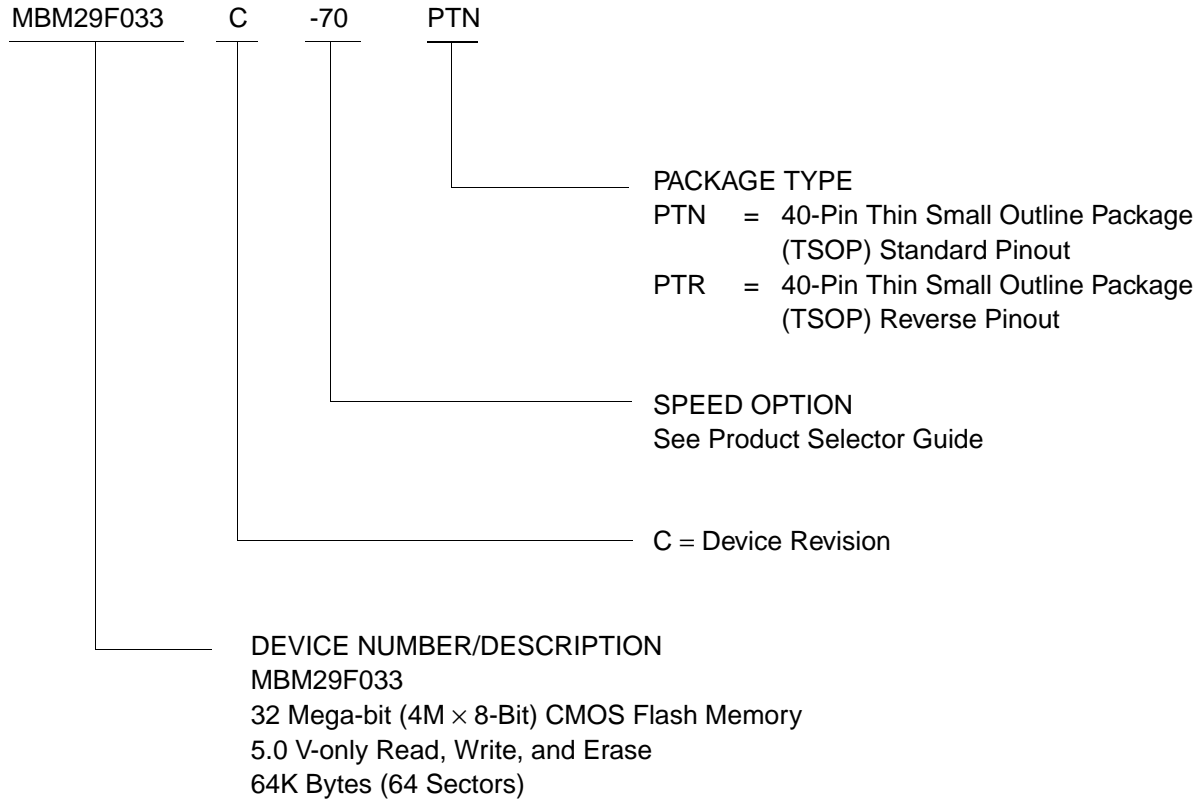 MBM29F033 C -70 PTN
PACKAGE TYPE
PTN = 40-Pin Thin Small Outline Package
(TSOP) Standard Pinout
PTR = 40-Pin Thin Small Outline Package
(TSOP) Reverse Pinout
SPEED OPTION
See Product Selector Guide
C = Device Revision
DEVICE NUMBER/DESCRIPTION
MBM29F033
32 Mega-bit (4M × 8-Bit) CMOS Flash Memory
5.0 V-only Read, Write, and Erase
64K Bytes (64 Sectors)